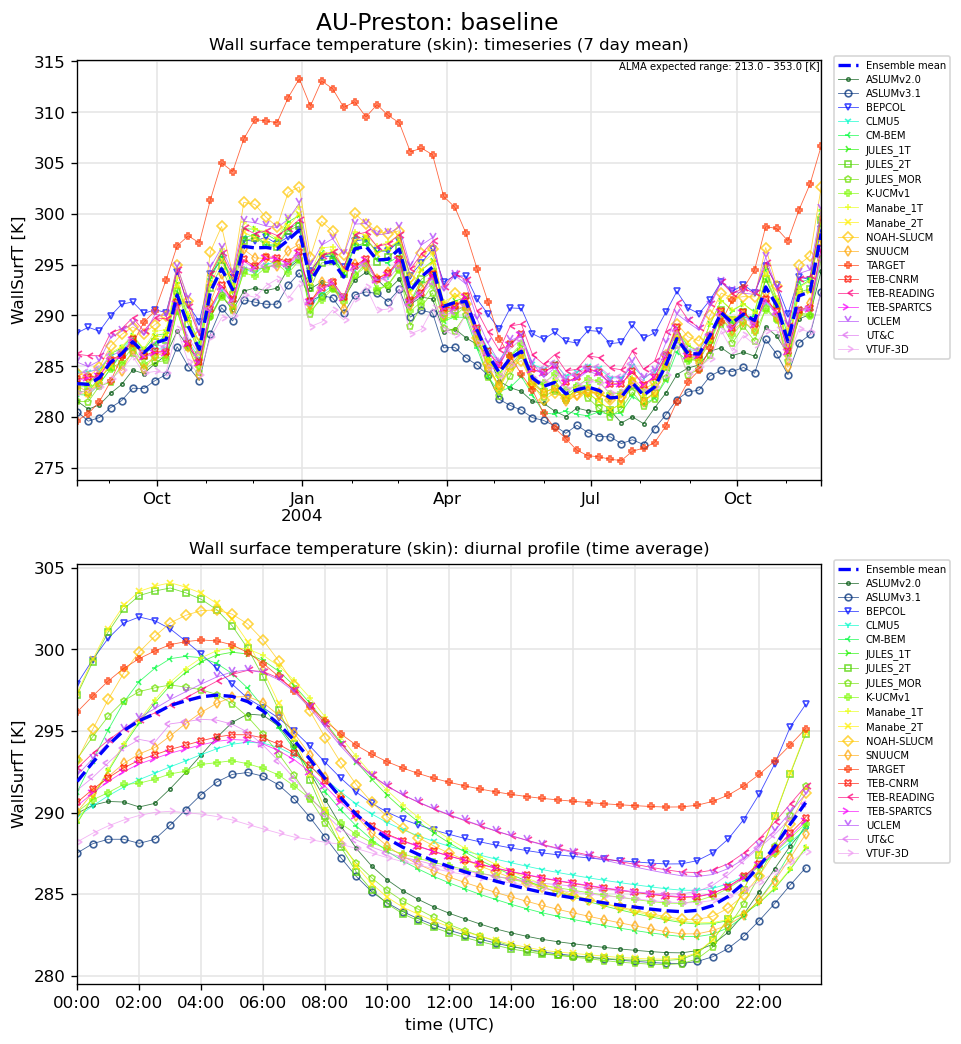 AU-Preston: baseline
Wall surface temperature (skin): timeseries (7 day mean)
ALMA expected range: 213.0 - 353.0 [K]
WallSurfT [K]
315
310
305
300
295
290
285
280
275
Oct
Jan
2004
Apr
Jul
Oct
Ensemble mean
ASLUMv2.0
ASLUMv3.1
BEPCOL
CLMU5
CM-BEM
JULES_1T
JULES_2T
JULES_MOR
K-UCMv1
Manabe_1T
Manabe_2T
NOAH-SLUCM
SNUUCM
TARGET
TEB-CNRM
TEB-READING
TEB-SPARTCS
UCLEM
UT&C
VTUF-3D
Wall surface temperature (skin): diurnal profile (time average)
WallSurfT [K]
305
300
295
290
285
280
00:00
02:00
04:00
06:00
08:00
10:00
12:00
14:00
16:00
18:00
20:00
22:00
time (UTC)
Ensemble mean
ASLUMv2.0
ASLUMv3.1
BEPCOL
CLMU5
CM-BEM
JULES_1T
JULES_2T
JULES_MOR
K-UCMv1
Manabe_1T
Manabe_2T
NOAH-SLUCM
SNUUCM
TARGET
TEB-CNRM
TEB-READING
TEB-SPARTCS
UCLEM
UT&C
VTUF-3D